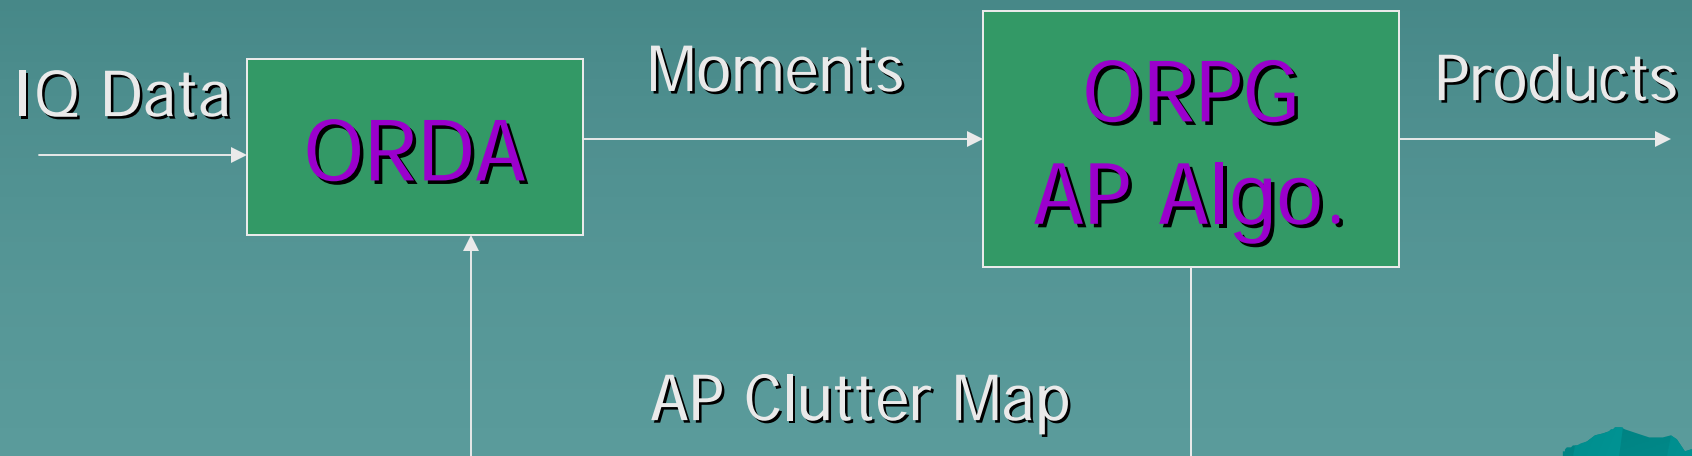 IQ Data
ORDA
Moments
ORPG
AP Algo.
Products
AP Clutter Map